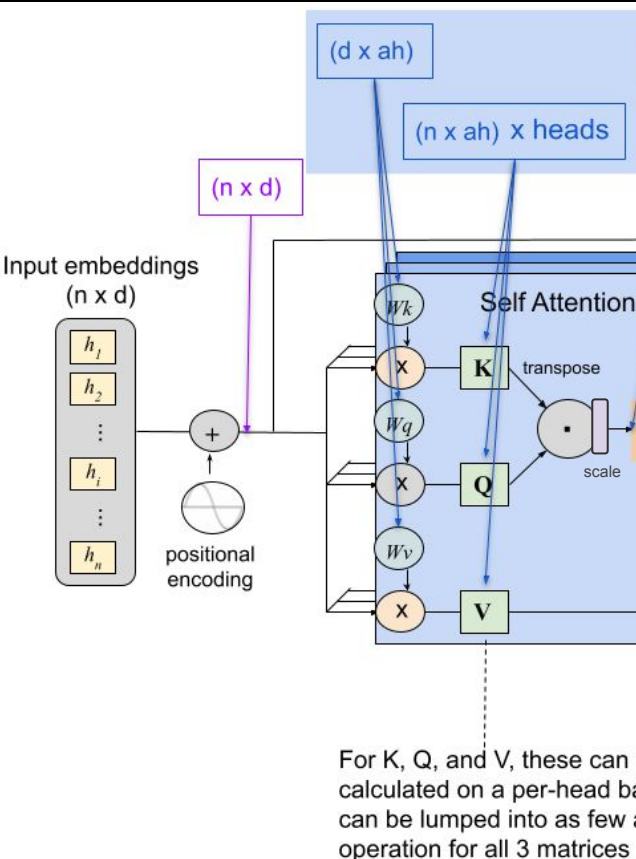 (d x ah)
(n x ah) x heads
(n x d)
Input embeddings
(n x d)
h1
h2
⋮
hi
⋮
hn
+
positional
encoding
Self Attention
Wk
X
K
transpose
Wq
scale
X
Q
Wv
X
V
For K, Q, and V, these can
calculated on a per-head
can be lumped into as few
operation for all 3 matrices